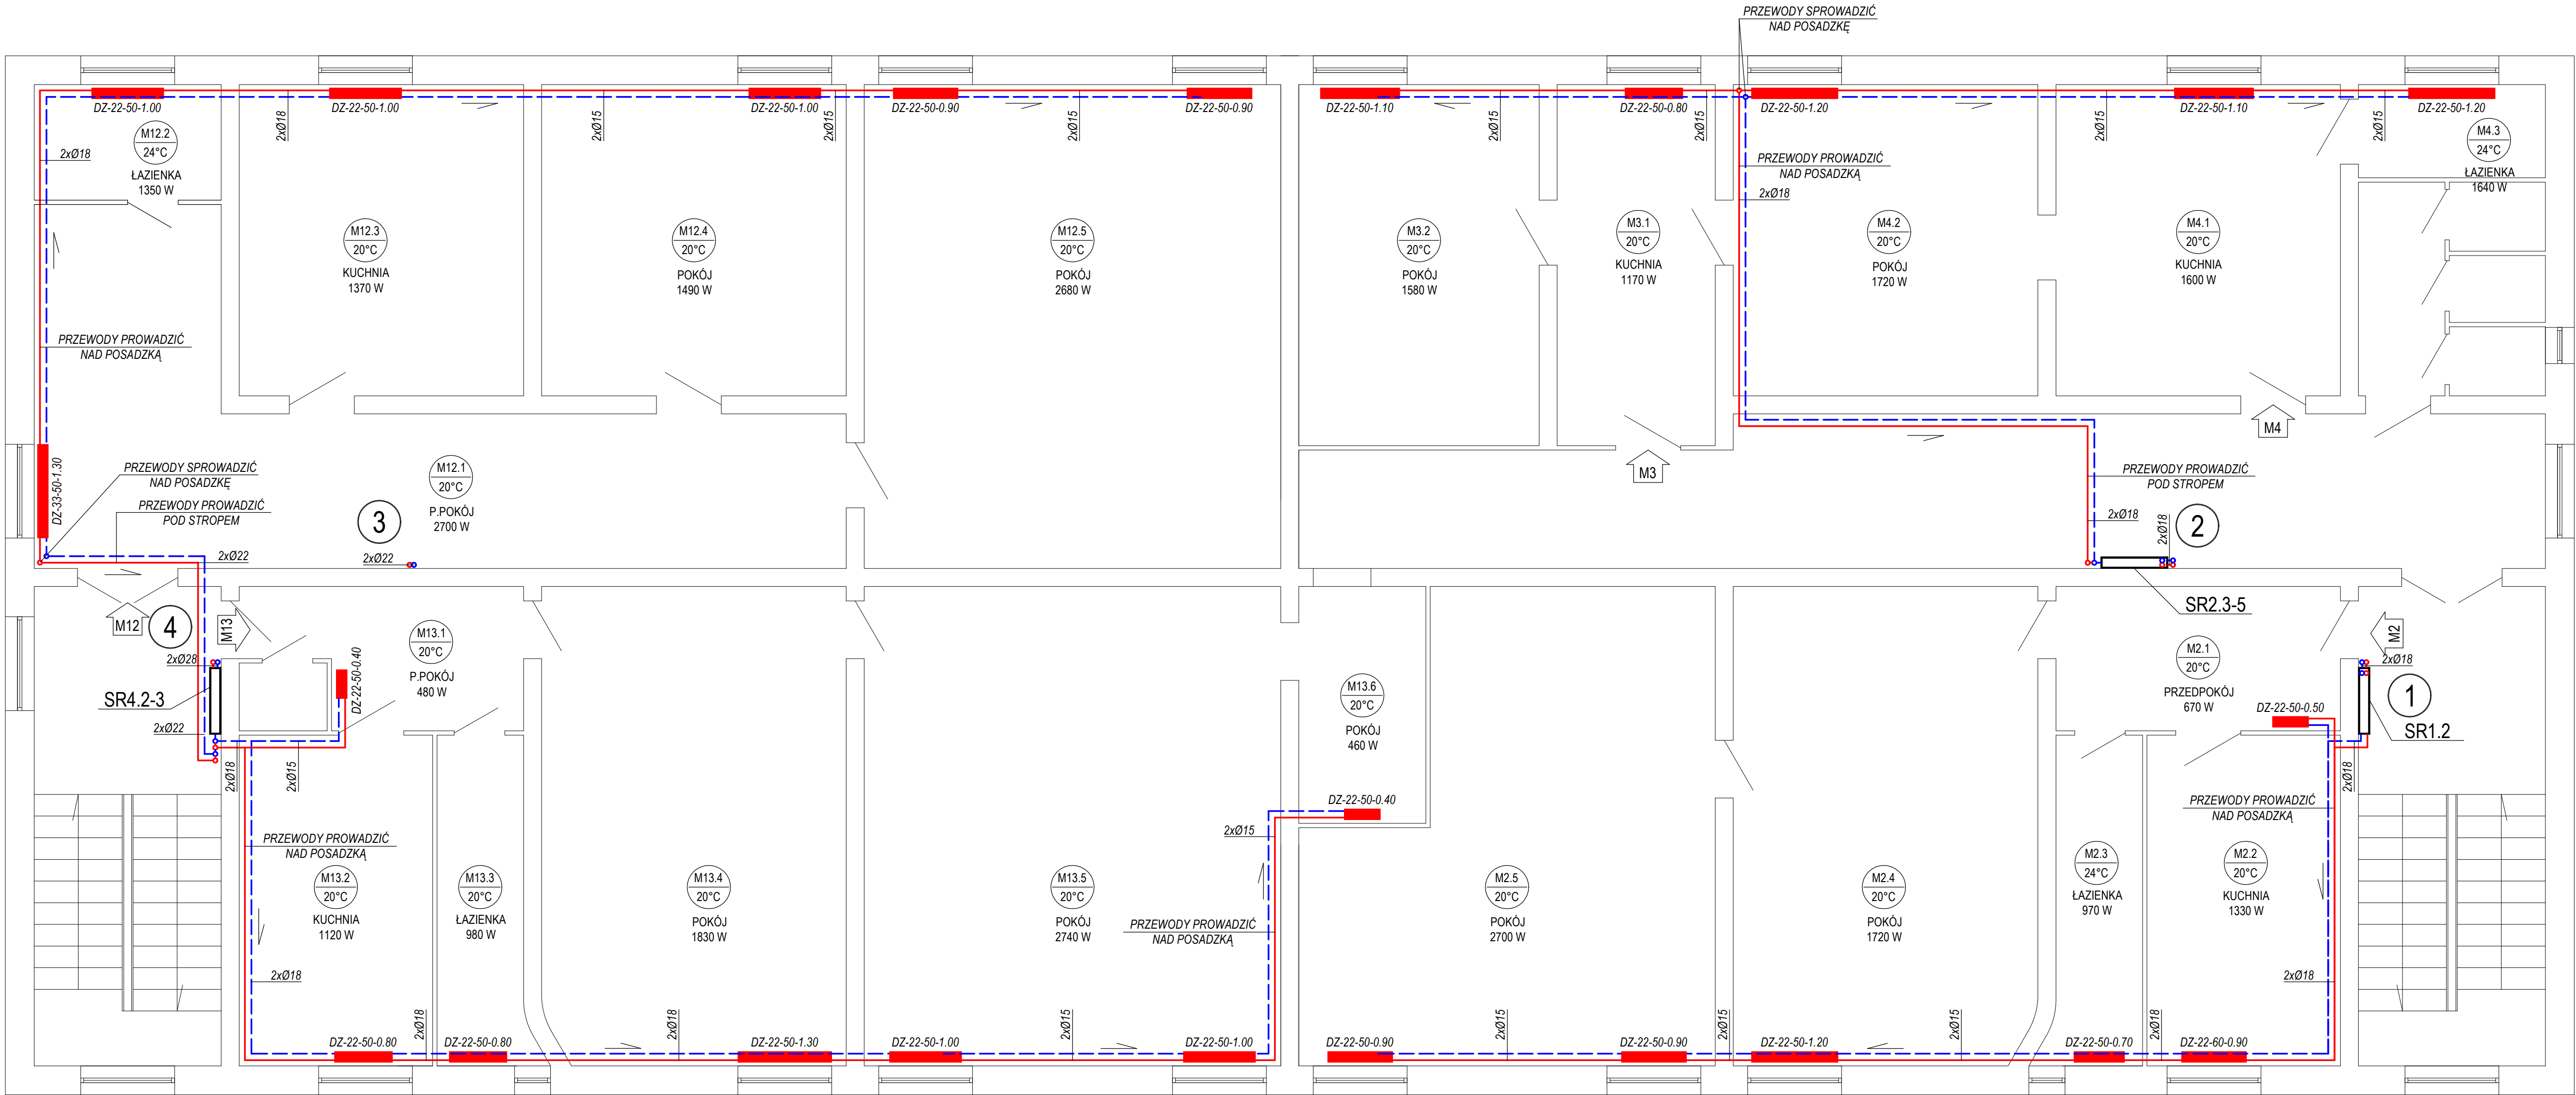 PRZEWODY SPROWADZIĆ
NAD POSADZKĘ
DZ-22-50-1.00
DZ-22-50-1.00
DZ-22-50-1.00
DZ-22-50-0.90
DZ-22-50-0.90
DZ-22-50-1.10
DZ-22-50-0.80
DZ-22-50-1.20
DZ-22-50-1.10
DZ-22-50-1.20
2xØ18
2xØ15
2xØ15
2xØ15
2xØ15
2xØ15
2xØ15
2xØ15
M12.2
24°C
ŁAZIENKA
1350 W
2xØ18
M4.3
24°C
ŁAZIENKA
1640 W
PRZEWODY PROWADZIĆ
NAD POSADZKĄ
2xØ18
M12.3
20°C
KUCHNIA
1370 W
M12.4
20°C
POKÓJ
1490 W
M12.5
20°C
POKÓJ
2680 W
M3.2
20°C
POKÓJ
1580 W
M3.1
20°C
KUCHNIA
1170 W
M4.2
20°C
POKÓJ
1720 W
M4.1
20°C
KUCHNIA
1600 W
PRZEWODY PROWADZIĆ
NAD POSADZKĄ
M4
M3
DZ-33-50-1.30
PRZEWODY SPROWADZIĆ
NAD POSADZKĘ
PRZEWODY PROWADZIĆ
POD STROPEM
M12.1
20°C
P.POKÓJ
2700 W
3
2xØ22
2xØ22
PRZEWODY PROWADZIĆ
POD STROPEM
2xØ18
2xØ18
2
SR2.3-5
M12
4
M13
2xØ28
SR4.2-3
2xØ22
M13.1
20°C
P.POKÓJ
480 W
DZ-22-50-0.40
2xØ18
2xØ15
M13.6
20°C
POKÓJ
460 W
DZ-22-50-0.40
2xØ15
M2.1
20°C
PRZEDPOKÓJ
670 W
DZ-22-50-0.50
M2
2xØ18
1
SR1.2
2xØ18
PRZEWODY PROWADZIĆ
NAD POSADZKĄ
PRZEWODY PROWADZIĆ
NAD POSADZKĄ
M13.2
20°C
KUCHNIA
1120 W
M13.3
20°C
ŁAZIENKA
980 W
M13.4
20°C
POKÓJ
1830 W
M13.5
20°C
POKÓJ
2740 W
PRZEWODY PROWADZIĆ
NAD POSADZKĄ
M2.5
20°C
POKÓJ
2700 W
M2.4
20°C
POKÓJ
1720 W
M2.3
24°C
ŁAZIENKA
970 W
M2.2
20°C
KUCHNIA
1330 W
2xØ18
2xØ18
2xØ18
2xØ18
2xØ15
2xØ15
2xØ15
2xØ15
2xØ18
DZ-22-50-0.80
DZ-22-50-0.80
DZ-22-50-1.30
DZ-22-50-1.00
DZ-22-50-1.00
DZ-22-50-0.90
DZ-22-50-0.90
DZ-22-50-1.20
DZ-22-50-0.70
DZ-22-60-0.90